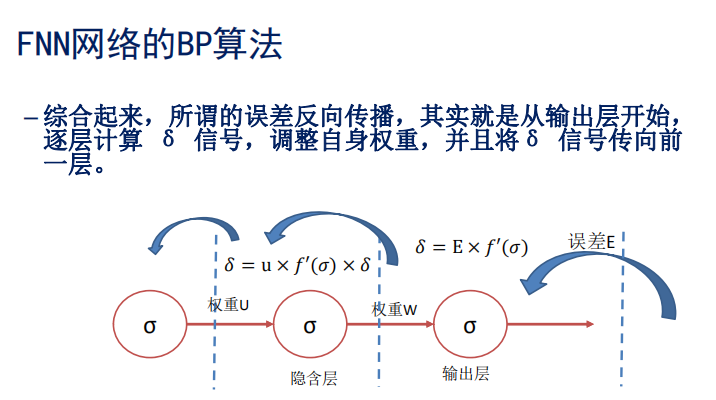 FNN网络的BP算法
–综合起来，所谓的误差反向传播，其实就是从输出层开始，
逐层计算 δ 信号，调整自身权重，并且将δ 信号传向前
一层。
误差E
δ = E × f′(σ)
δ = u × f′(σ) × δ
权重U
权重W
σ
σ
σ
隐含层
输出层